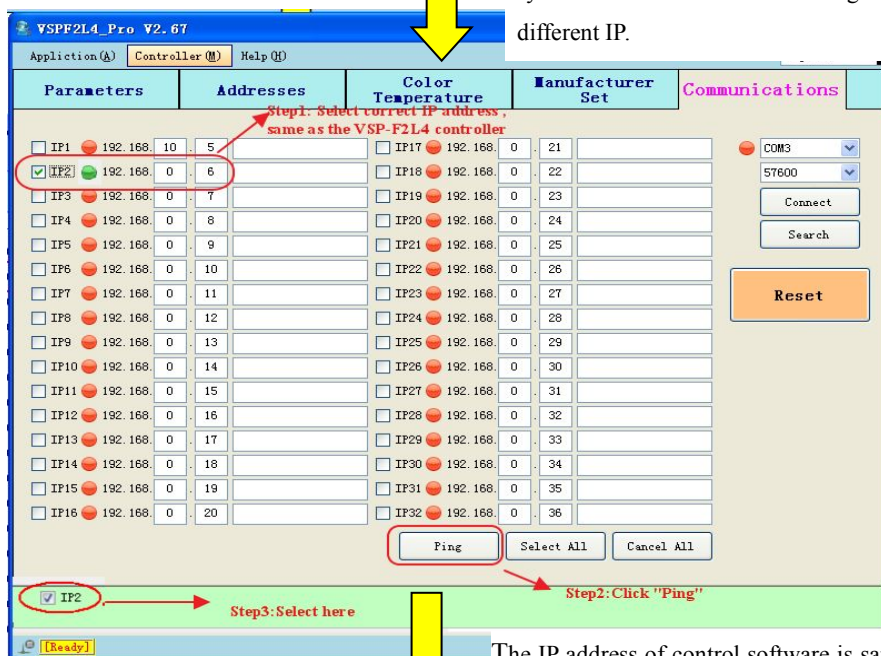 different IP.
VSPF2L4_Pro V2.67
Appliction(A) Controller(M) Help(H)
Parameters Addresses Color Temperature Manufacturer Set Communications
Step1: Select correct IP address ,
same as the VSP-F2L4 controller
IP1 192.168. 10 . 5 IP17 192.168. 0 . 21 COM3
IP2 192.168. 0 . 6 IP18 192.168. 0 . 22 57600
IP3 192.168. 0 . 7 IP19 192.168. 0 . 23 Connect
IP4 192.168. 0 . 8 IP20 192.168. 0 . 24
IP5 192.168. 0 . 9 IP21 192.168. 0 . 25 Search
IP6 192.168. 0 . 10 IP22 192.168. 0 . 26
IP7 192.168. 0 . 11 IP23 192.168. 0 . 27 Reset
IP8 192.168. 0 . 12 IP24 192.168. 0 . 28
IP9 192.168. 0 . 13 IP25 192.168. 0 . 29
IP10 192.168. 0 . 14 IP26 192.168. 0 . 30
IP11 192.168. 0 . 15 IP27 192.168. 0 . 31
IP12 192.168. 0 . 16 IP28 192.168. 0 . 32
IP13 192.168. 0 . 17 IP29 192.168. 0 . 33
IP14 192.168. 0 . 18 IP30 192.168. 0 . 34
IP15 192.168. 0 . 19 IP31 192.168. 0 . 35
IP16 192.168. 0 . 20 IP32 192.168. 0 . 36
Ping Select All Cancel All
Step2:Click "Ping"
IP2
Step3:Select here
[Ready]
The IP address of control software is sa